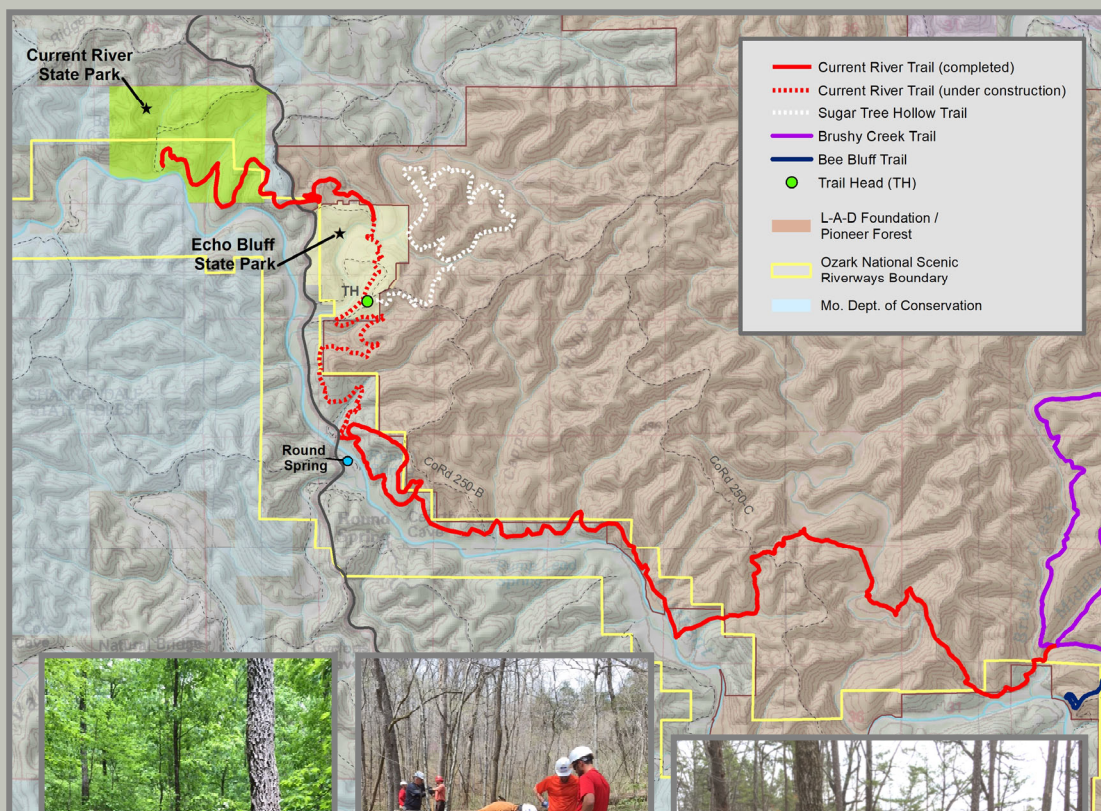 Current River
State Park
Echo Bluff
State Park
TH
Round
Spring
CoRd 250-B
CoRd 250-C
Current River Trail (completed)
Current River Trail (under construction)
Sugar Tree Hollow Trail
Brushy Creek Trail
Bee Bluff Trail
Trail Head (TH)
L-A-D Foundation /
Pioneer Forest
Ozark National Scenic
Riverways Boundary
Mo. Dept. of Conservation
Natural Bridge